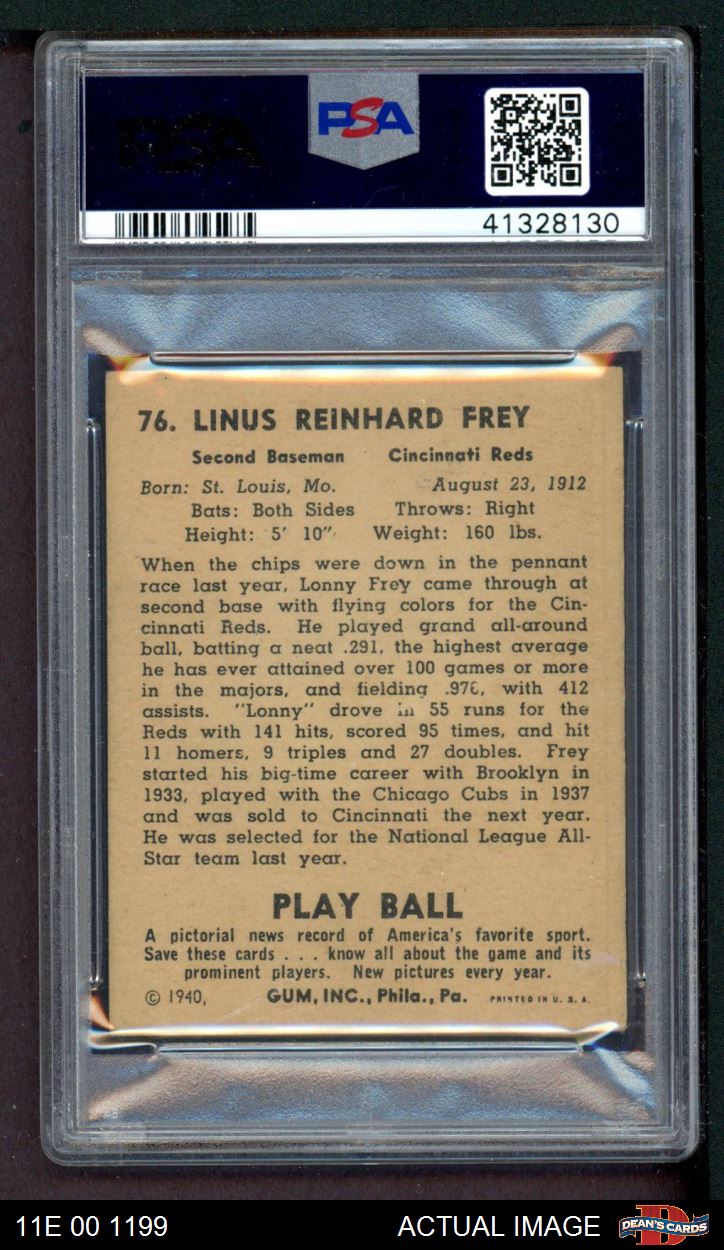 PSA
PSA
41328130
76. LINUS REINHARD FREY
Second Baseman Cincinnati Reds
Born: St. Louis, Mo. August 23, 1912
Bats: Both Sides Throws: Right
Height: 5' 10" Weight: 160 lbs.
When the chips were down in the pennant
race last year, Lonny Frey came through at
second base with flying colors for the Cin-
cinnati Reds. He played grand all-around
ball, batting a neat .291, the highest average
he has ever attained over 100 games or more
in the majors, and fielding .976, with 412
assists. "Lonny" drove in 55 runs for the
Reds with 141 hits, scored 95 times, and hit
11 homers, 9 triples and 27 doubles. Frey
started his big-time career with Brooklyn in
1933, played with the Chicago Cubs in 1937
and was sold to Cincinnati the next year.
He was selected for the National League All-
Star team last year.
PLAY BALL
A pictorial news record of America's favorite sport.
Save these cards . . . know all about the game and its
prominent players. New pictures every year.
© 1940, GUM, INC., Phila., Pa. PRINTED IN U. S. A.
11E 00 1199 ACTUAL IMAGE DEAN'S CARDS